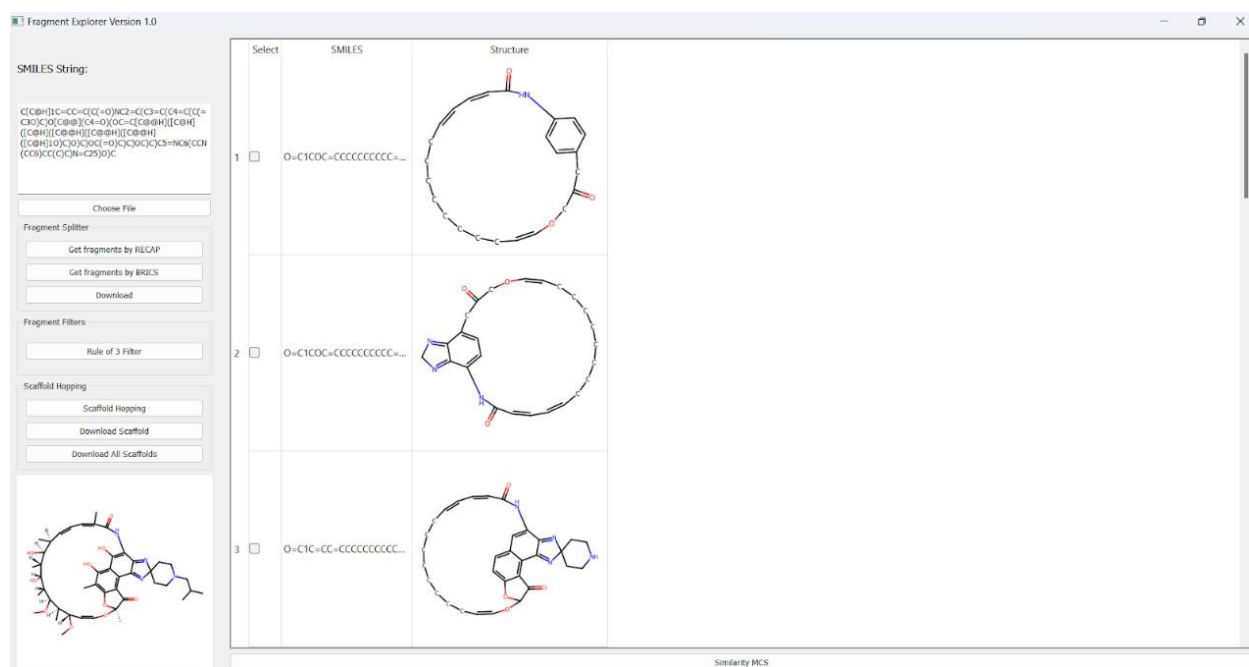 Fragment Explorer Version 1.0
SMILES String:
C[C@H]1C=CC=C(C(=O)NC2=C(C3=C(C4=C(C(=
C3O)C)O[C@@](C4=O)(OC=C[C@@H]([C@H]
([C@H]([C@@H]([C@@H]([C@@H]
([C@H]1O)C)O)C)OC(=O)C)C)OC)C)C5=NC6(CCN
(CC6)CC(C)C)N=C25)O)C
Choose File
Fragment Splitter
Get fragments by RECAP
Get fragments by BRICS
Download
Fragment Filters
Rule of 3 Filter
Scaffold Hopping
Scaffold Hopping
Download Scaffold
Download All Scaffolds
Select SMILES Structure
1 O=C1COC=CCCCCCCCCC=...
2 O=C1COC=CCCCCCCCCC=...
3 O=C1C=CC=CCCCCCCCCC...
Similarity MCS